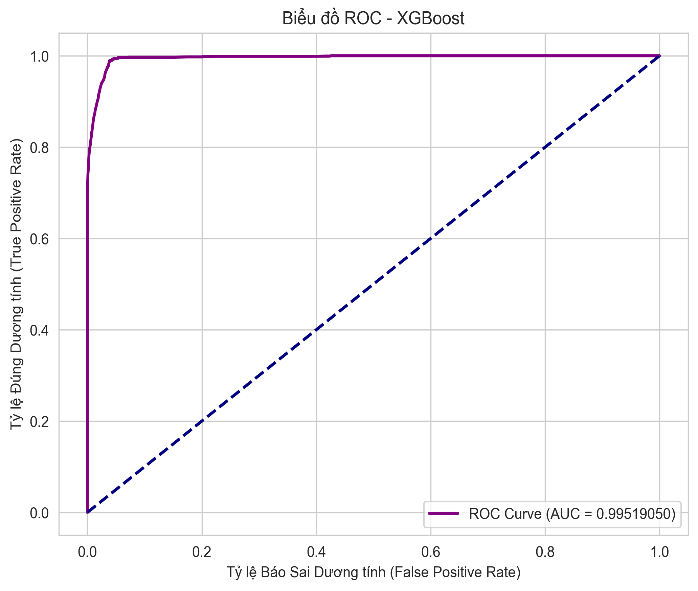 Biểu đồ ROC - XGBoost
Tỷ lệ Đúng Dương tính (True Positive Rate)
1.0
0.8
0.6
0.4
0.2
0.0
ROC Curve (AUC = 0.99519050)
0.0 0.2 0.4 0.6 0.8 1.0
Tỷ lệ Báo Sai Dương tính (False Positive Rate)